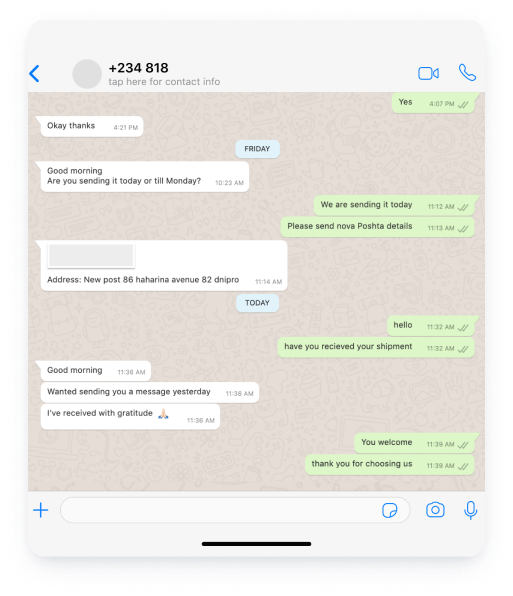 +234 818
tap here for contact info
Yes 4:07 PM
Okay thanks 4:21 PM
FRIDAY
Good morning
Are you sending it today or till Monday? 10:23 AM
We are sending it today 11:12 AM
Please send nova Poshta details 11:13 AM
Address: New post 86 haharina avenue 82 dnipro 11:14 AM
TODAY
hello 11:32 AM
have you recieved your shipment 11:32 AM
Good morning 11:36 AM
Wanted sending you a message yesterday 11:36 AM
I've received with gratitude 🙏🏻 11:36 AM
You welcome 11:39 AM
thank you for choosing us 11:39 AM